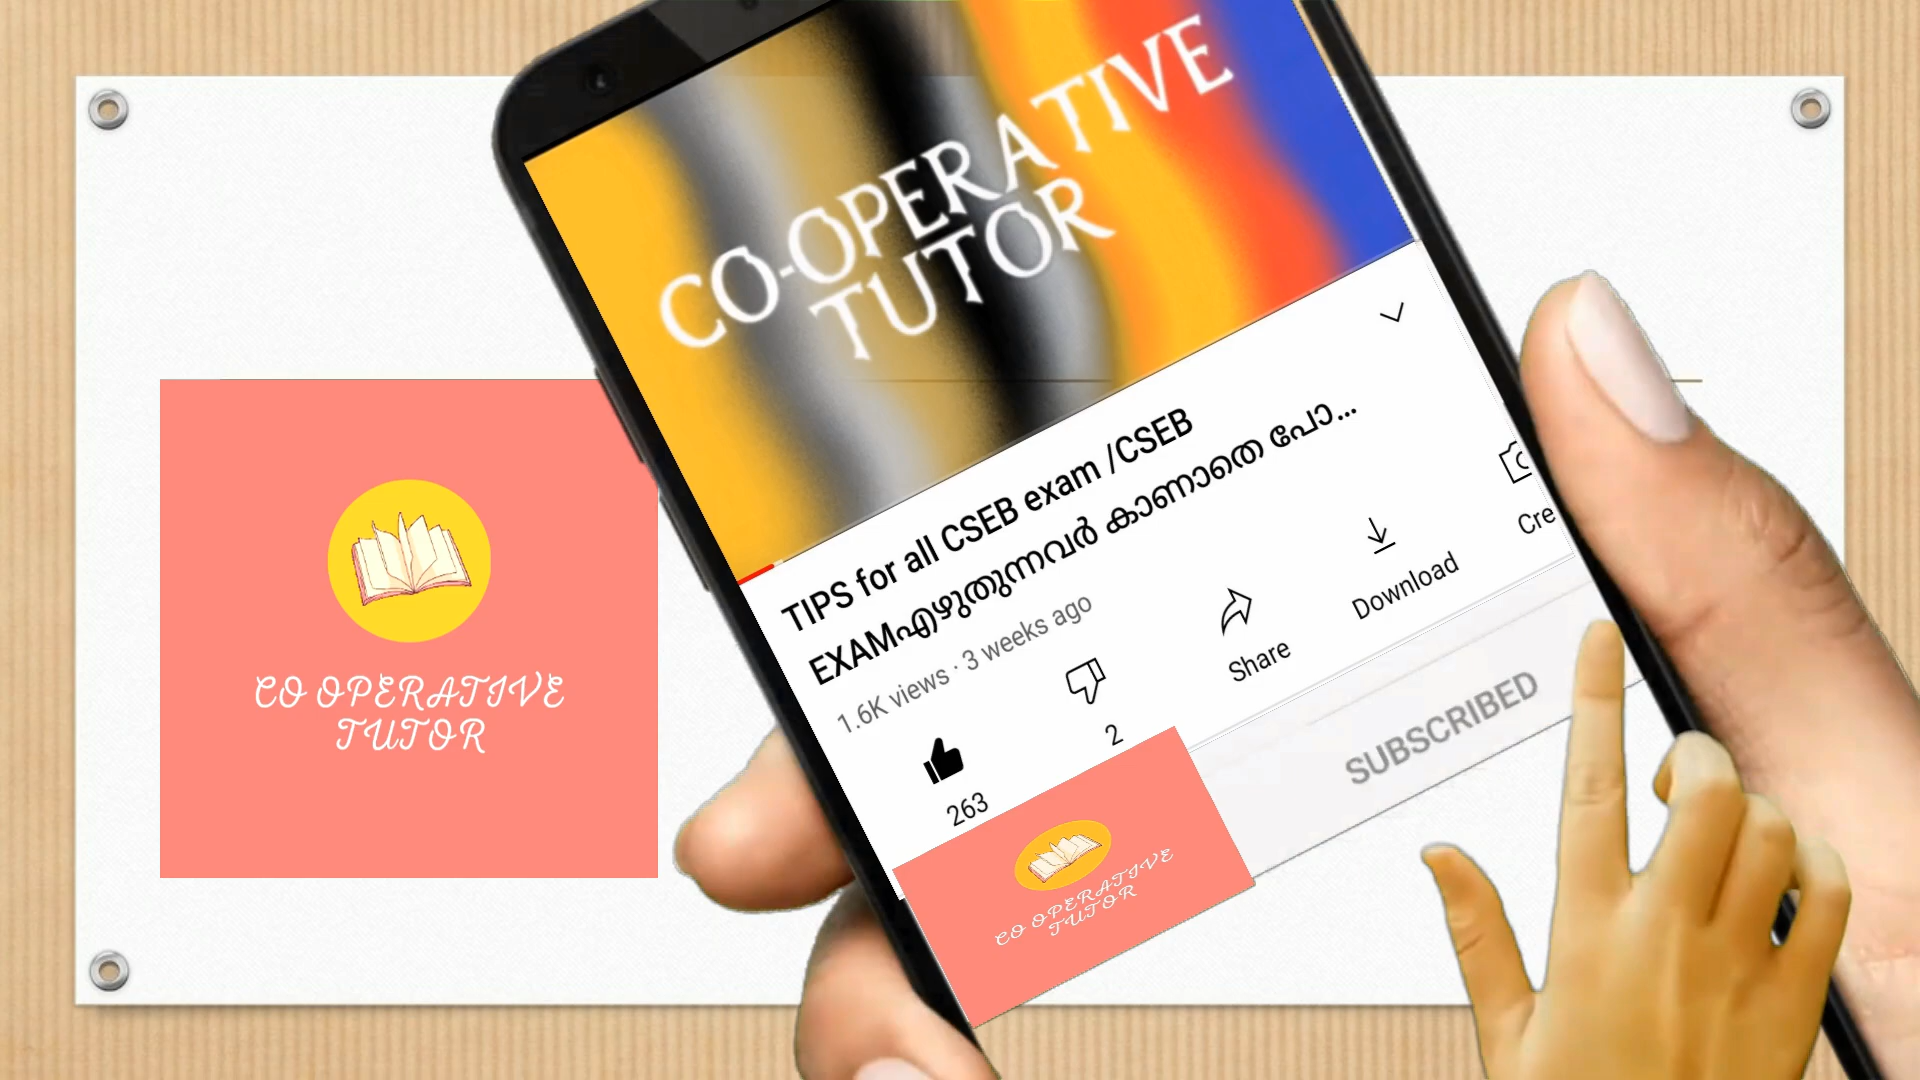 CO-OPERATIVE
TUTOR
CO OPERATIVE
TUTOR
TIPS for all CSEB exam /CSEB
EXAMഎഴുതുന്നവർ കാണാതെ പോ...
1.6K views · 3 weeks ago
263
2
Share
Download
Cre
SUBSCRIBED
CO OPERATIVE
TUTOR